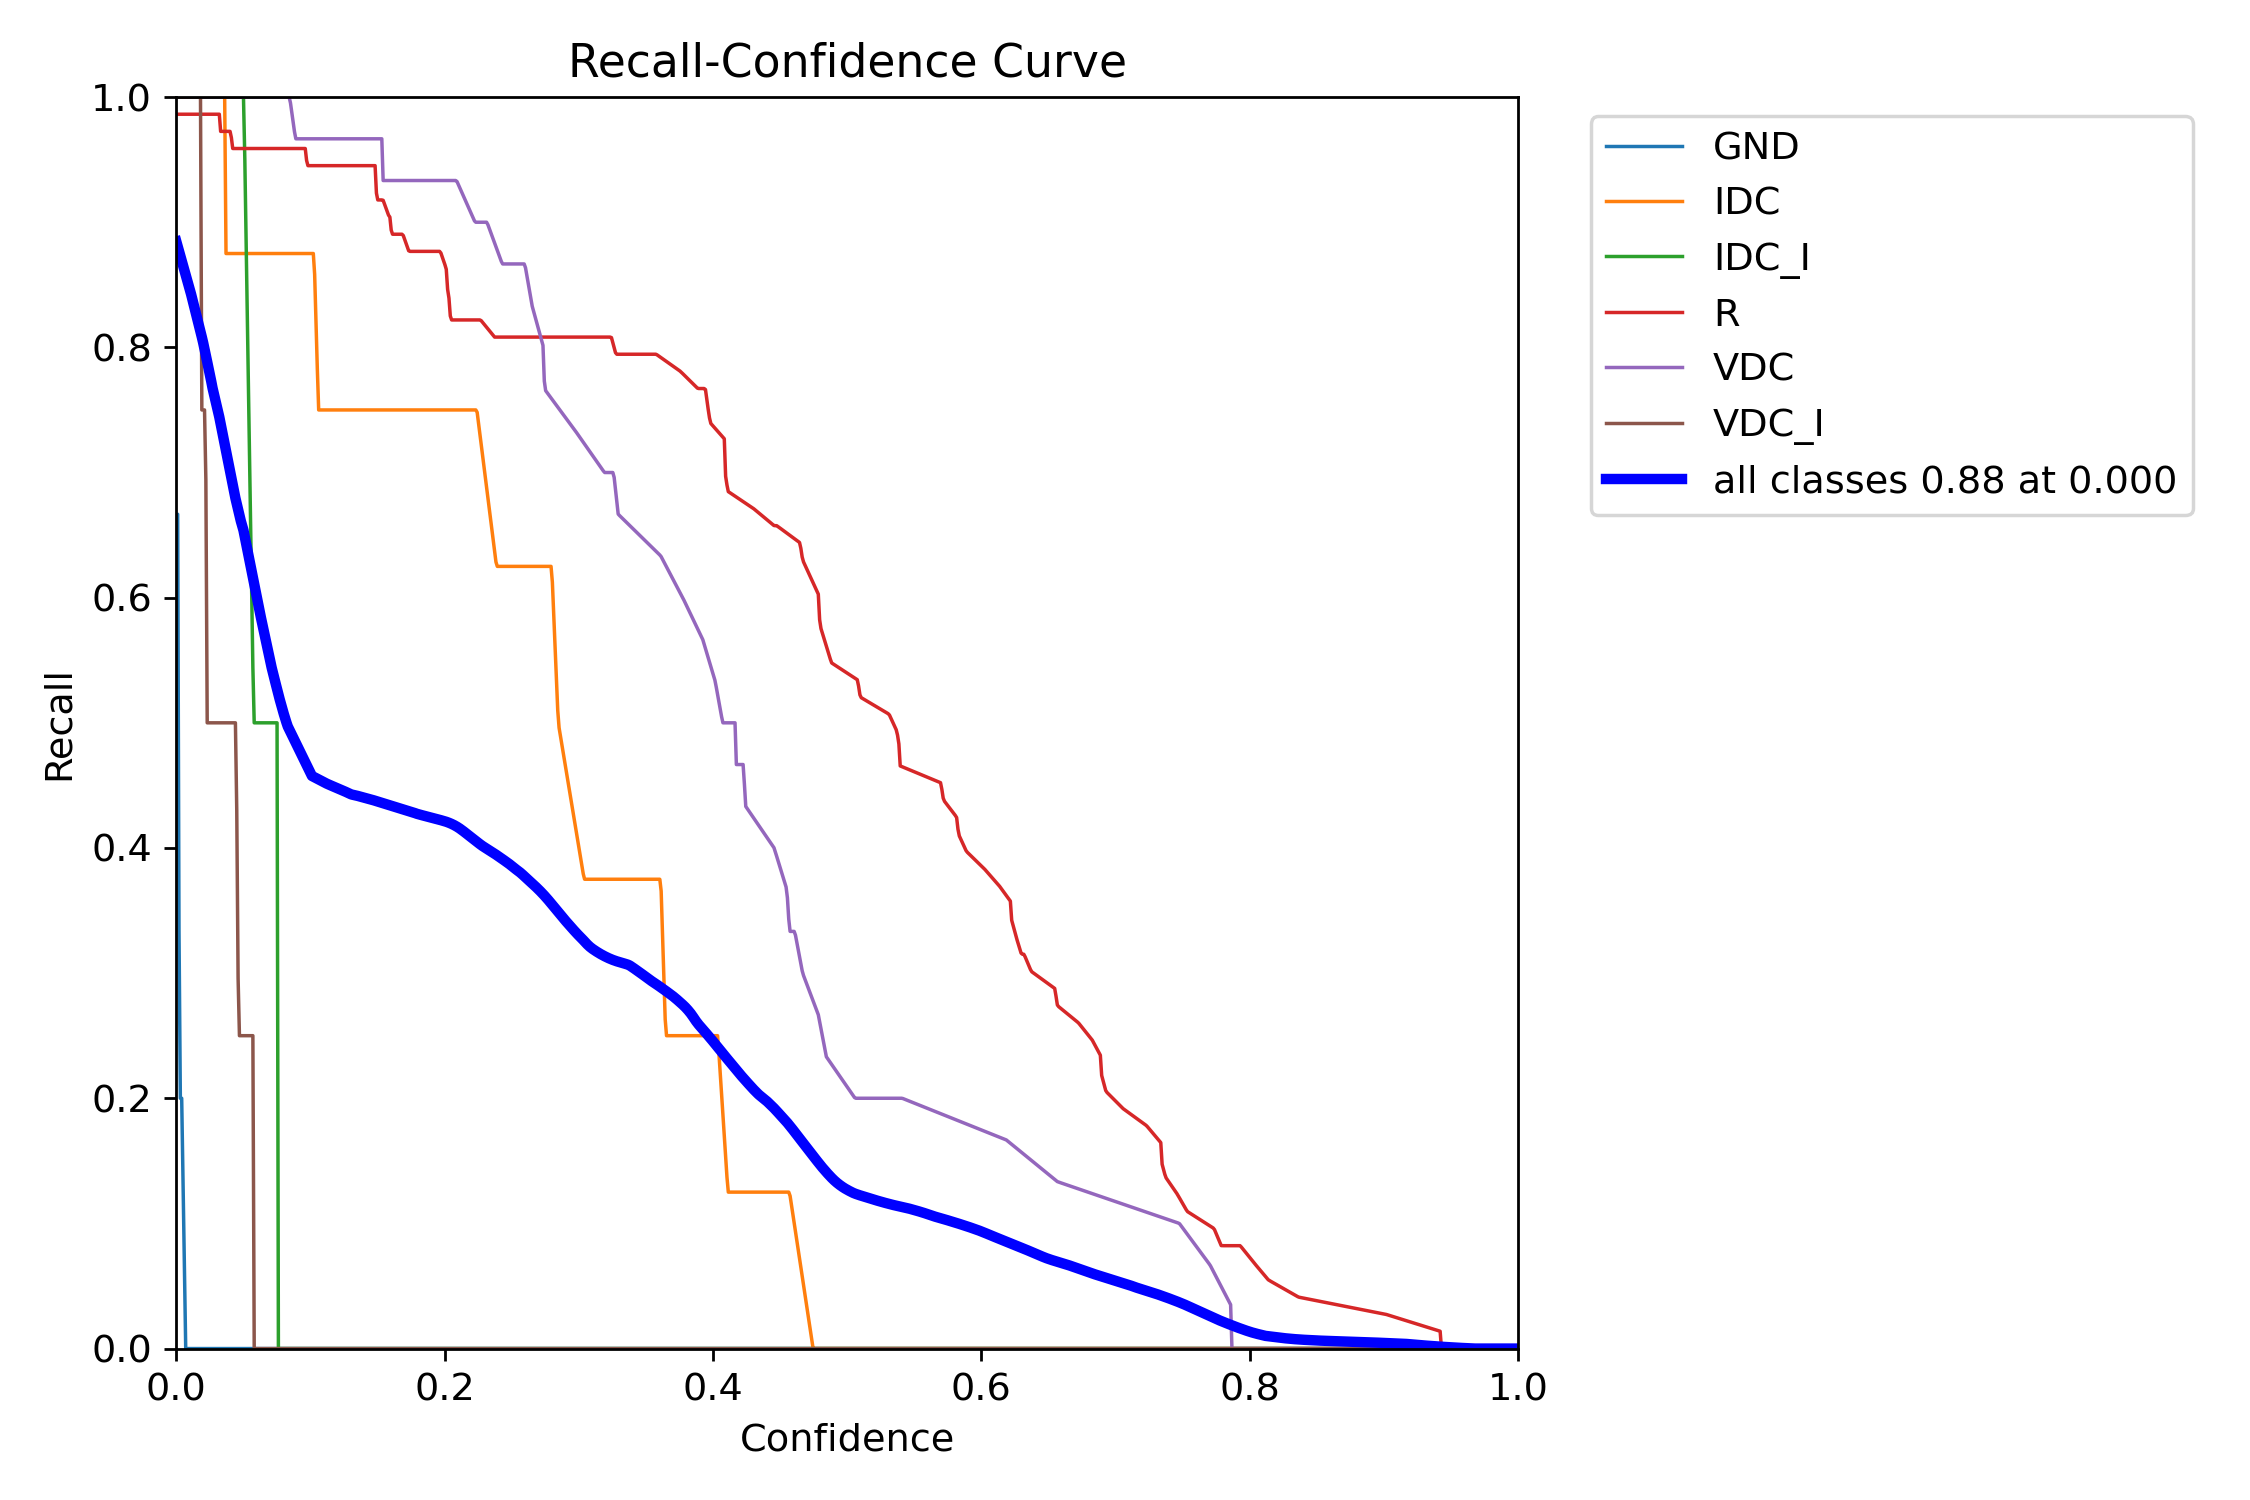 Recall-Confidence Curve
1.0
0.8
0.6
0.4
0.2
0.0
Recall
0.0 0.2 0.4 0.6 0.8 1.0
Confidence
GND
IDC
IDC_I
R
VDC
VDC_I
all classes 0.88 at 0.000